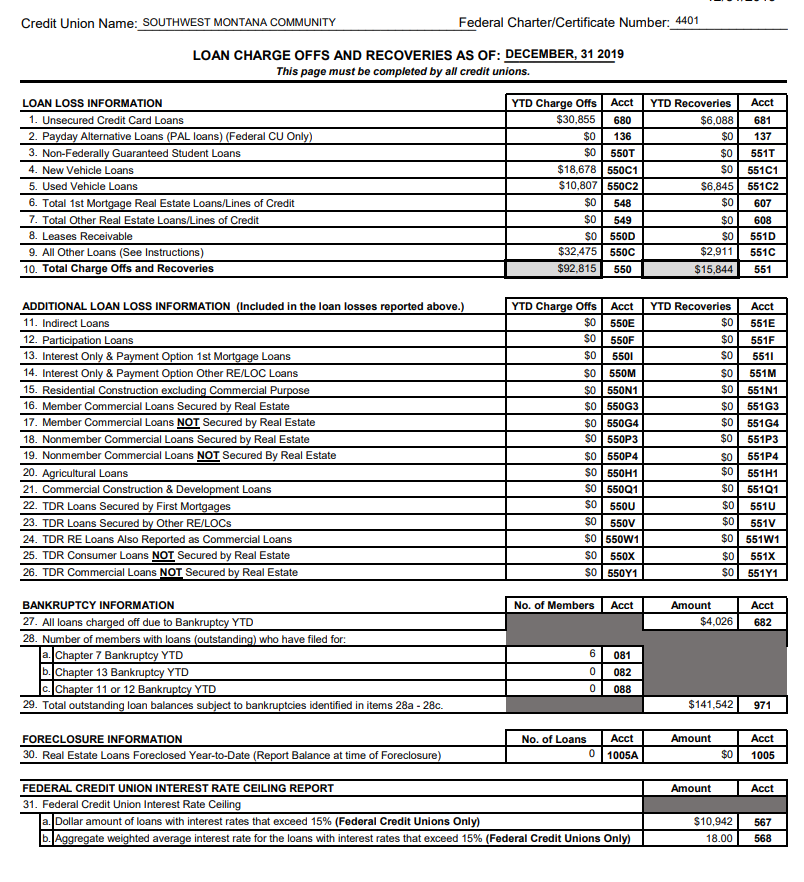 Credit Union Name: SOUTHWEST MONTANA COMMUNITY Federal Charter/Certificate Number: 4401
LOAN CHARGE OFFS AND RECOVERIES AS OF: DECEMBER, 31 2019
This page must be completed by all credit unions.
LOAN LOSS INFORMATION YTD Charge Offs Acct YTD Recoveries Acct
1. Unsecured Credit Card Loans $30,855 680 $6,088 681
2. Payday Alternative Loans (PAL loans) (Federal CU Only) $0 136 $0 137
3. Non-Federally Guaranteed Student Loans $0 550T $0 551T
4. New Vehicle Loans $18,678 550C1 $0 551C1
5. Used Vehicle Loans $10,807 550C2 $6,845 551C2
6. Total 1st Mortgage Real Estate Loans/Lines of Credit $0 548 $0 607
7. Total Other Real Estate Loans/Lines of Credit $0 549 $0 608
8. Leases Receivable $0 550D $0 551D
9. All Other Loans (See Instructions) $32,475 550C $2,911 551C
10. Total Charge Offs and Recoveries $92,815 550 $15,844 551
ADDITIONAL LOAN LOSS INFORMATION (Included in the loan losses reported above.) YTD Charge Offs Acct YTD Recoveries Acct
11. Indirect Loans $0 550E $0 551E
12. Participation Loans $0 550F $0 551F
13. Interest Only & Payment Option 1st Mortgage Loans $0 550I $0 551I
14. Interest Only & Payment Option Other RE/LOC Loans $0 550M $0 551M
15. Residential Construction excluding Commercial Purpose $0 550N1 $0 551N1
16. Member Commercial Loans Secured by Real Estate $0 550G3 $0 551G3
17. Member Commercial Loans NOT Secured by Real Estate $0 550G4 $0 551G4
18. Nonmember Commercial Loans Secured by Real Estate $0 550P3 $0 551P3
19. Nonmember Commercial Loans NOT Secured By Real Estate $0 550P4 $0 551P4
20. Agricultural Loans $0 550H1 $0 551H1
21. Commercial Construction & Development Loans $0 550Q1 $0 551Q1
22. TDR Loans Secured by First Mortgages $0 550U $0 551U
23. TDR Loans Secured by Other RE/LOCs $0 550V $0 551V
24. TDR RE Loans Also Reported as Commercial Loans $0 550W1 $0 551W1
25. TDR Consumer Loans NOT Secured by Real Estate $0 550X $0 551X
26. TDR Commercial Loans NOT Secured by Real Estate $0 550Y1 $0 551Y1
BANKRUPTCY INFORMATION No. of Members Acct Amount Acct
27. All loans charged off due to Bankruptcy YTD $4,026 682
28. Number of members with loans (outstanding) who have filed for:
a. Chapter 7 Bankruptcy YTD 6 081
b. Chapter 13 Bankruptcy YTD 0 082
c. Chapter 11 or 12 Bankruptcy YTD 0 088
29. Total outstanding loan balances subject to bankruptcies identified in items 28a - 28c. $141,542 971
FORECLOSURE INFORMATION No. of Loans Acct Amount Acct
30. Real Estate Loans Foreclosed Year-to-Date (Report Balance at time of Foreclosure) 0 1005A $0 1005
FEDERAL CREDIT UNION INTEREST RATE CEILING REPORT Amount Acct
31. Federal Credit Union Interest Rate Ceiling
a. Dollar amount of loans with interest rates that exceed 15% (Federal Credit Unions Only) $10,942 567
b. Aggregate weighted average interest rate for the loans with interest rates that exceed 15% (Federal Credit Unions Only) 18.00 568